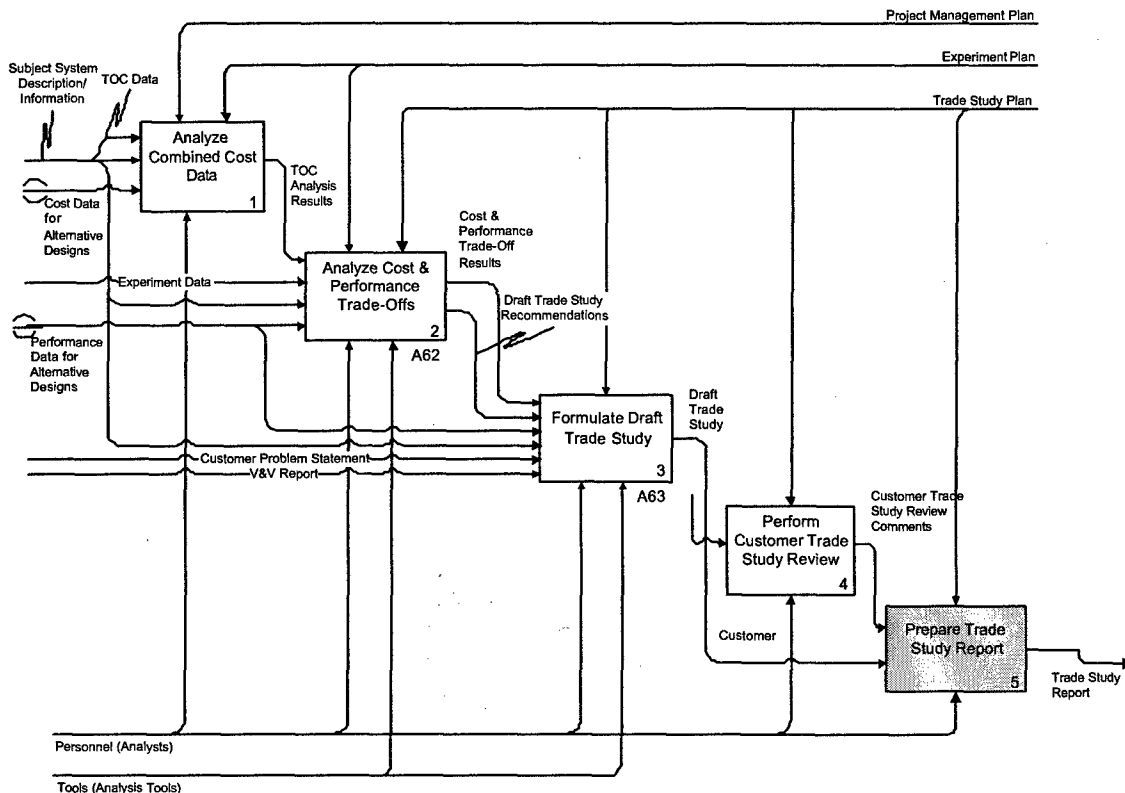 Project Management Plan
Experiment Plan
Trade Study Plan
Subject System
Description/
Information
TOC Data
Analyze
Combined Cost
Data
1
Cost Data
for
Alternative
Designs
TOC
Analysis
Results
Experiment Data
Analyze Cost &
Performance
Trade-Offs
2
A62
Cost &
Performance
Trade-Off
Results
Draft Trade Study
Recommendations
Performance
Data for
Alternative
Designs
Formulate Draft
Trade Study
3
A63
Draft
Trade
Study
Customer Problem Statement
V&V Report
Perform
Customer Trade
Study Review
4
Customer Trade
Study Review
Comments
Customer
Prepare Trade
Study Report
5
Trade Study
Report
Personnel (Analysts)
Tools (Analysis Tools)